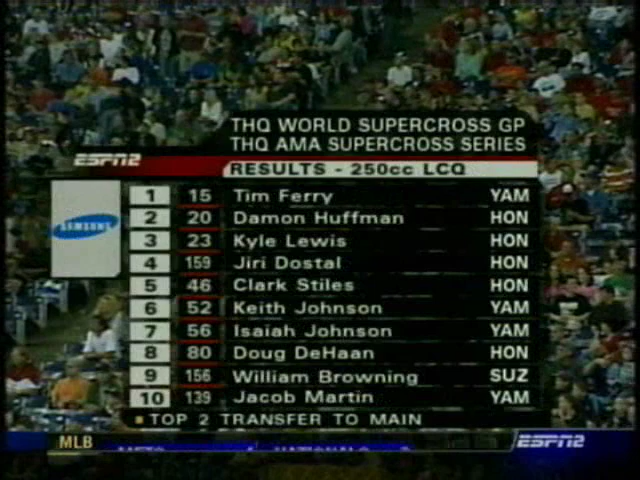 THQ WORLD SUPERCROSS GP
THQ AMA SUPERCROSS SERIES
ESPN2
RESULTS - 250cc LCQ
SAMSUNG
1 15 Tim Ferry YAM
2 20 Damon Huffman HON
3 23 Kyle Lewis HON
4 159 Jiri Dostal HON
5 46 Clark Stiles HON
6 52 Keith Johnson YAM
7 56 Isaiah Johnson YAM
8 80 Doug DeHaan HON
9 156 William Browning SUZ
10 139 Jacob Martin YAM
TOP 2 TRANSFER TO MAIN
MLB
ESPN2